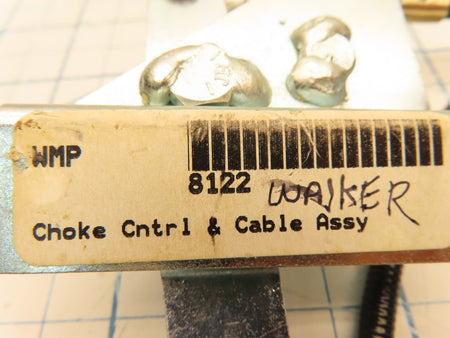 WMP
8122 WALKER
Choke Cntrl & Cable Assy